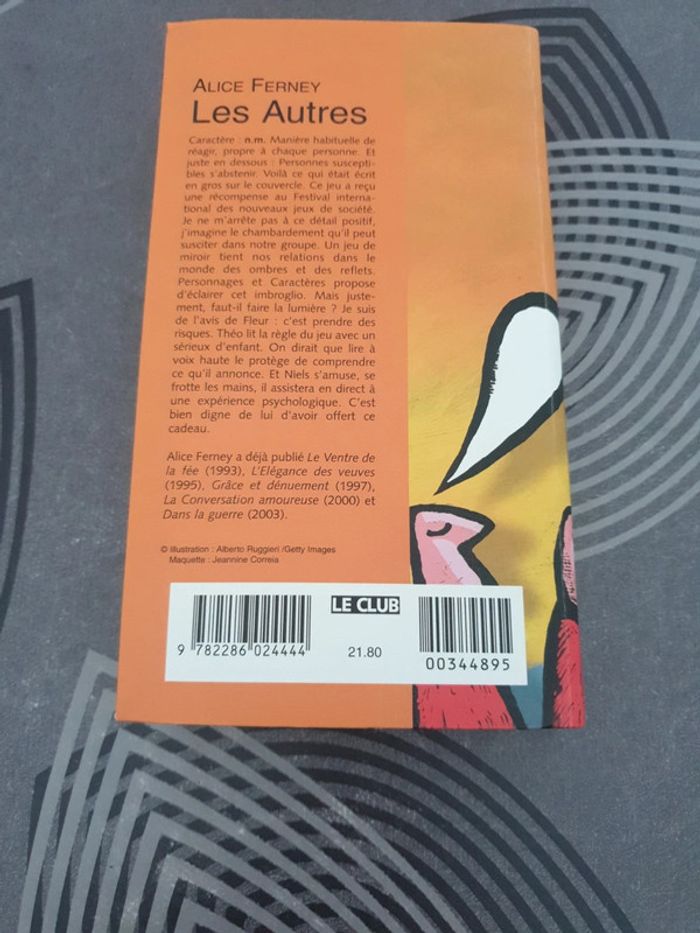 ALICE FERNEY
Les Autres
Caractère : n.m. Manière habituelle de
réagir, propre à chaque personne. Et
juste en dessous : Personnes suscepti-
bles s'abstenir. Voilà ce qui était écrit
en gros sur le couvercle. Ce jeu a reçu
une récompense au Festival interna-
tional des nouveaux jeux de société.
Je ne m'arrête pas à ce détail positif,
j'imagine le chambardement qu'il peut
susciter dans notre groupe. Un jeu de
miroir tient nos relations dans le
monde des ombres et des reflets.
Personnages et Caractères propose
d'éclairer cet imbroglio. Mais juste-
ment, faut-il faire la lumière ? Je suis
de l'avis de Fleur : c'est prendre des
risques. Théo lit la règle du jeu avec un
sérieux d'enfant. On dirait que lire à
voix haute le protège de comprendre
ce qu'il annonce. Et Niels s'amuse, se
frotte les mains, il assistera en direct à
une expérience psychologique. C'est
bien digne de lui d'avoir offert ce
cadeau.
Alice Ferney a déjà publié Le Ventre de
la fée (1993), L'Elégance des veuves
(1995), Grâce et dénuement (1997),
La Conversation amoureuse (2000) et
Dans la guerre (2003).
© Illustration : Alberto Ruggieri /Getty Images
Maquette : Jeannine Correia
LE CLUB
9 782286 024444
21.80
00344895